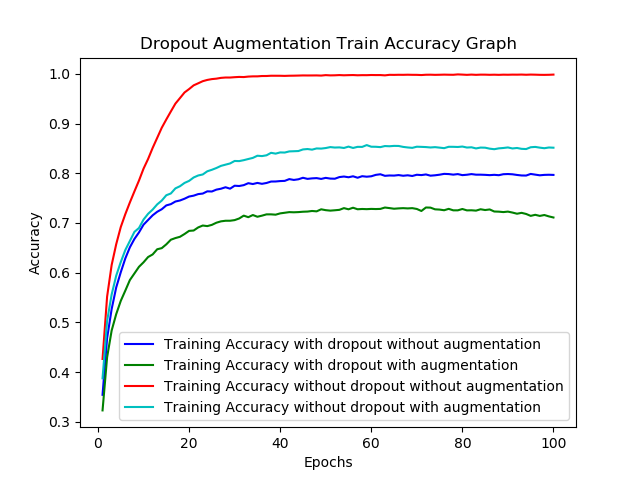 Dropout Augmentation Train Accuracy Graph
1.0
0.9
0.8
0.7
0.6
0.5
0.4
0.3
Accuracy
Training Accuracy with dropout without augmentation
Training Accuracy with dropout with augmentation
Training Accuracy without dropout without augmentation
Training Accuracy without dropout with augmentation
0 20 40 60 80 100
Epochs